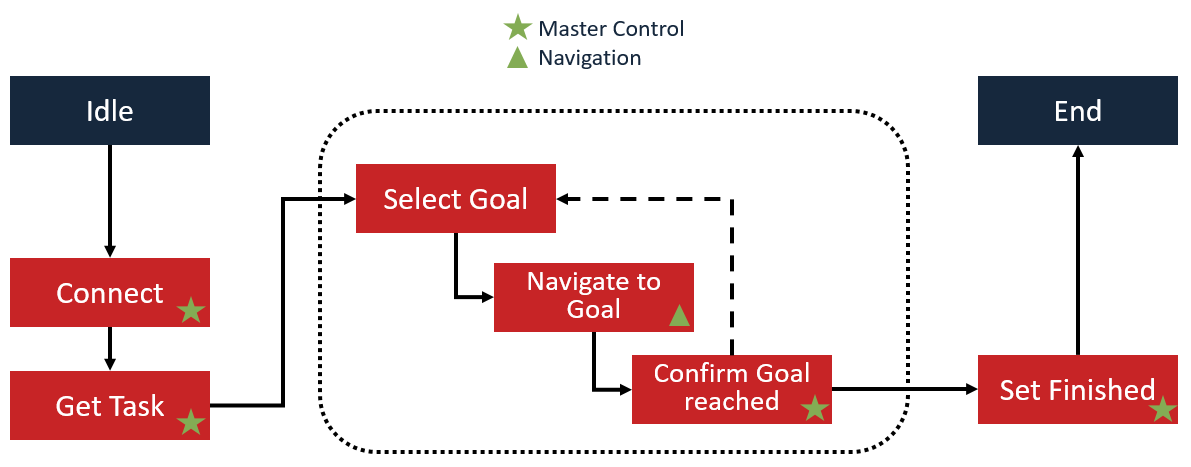 Master Control
Navigation
Idle
End
Select Goal
Connect
Navigate to
Goal
Get Task
Confirm Goal
reached
Set Finished